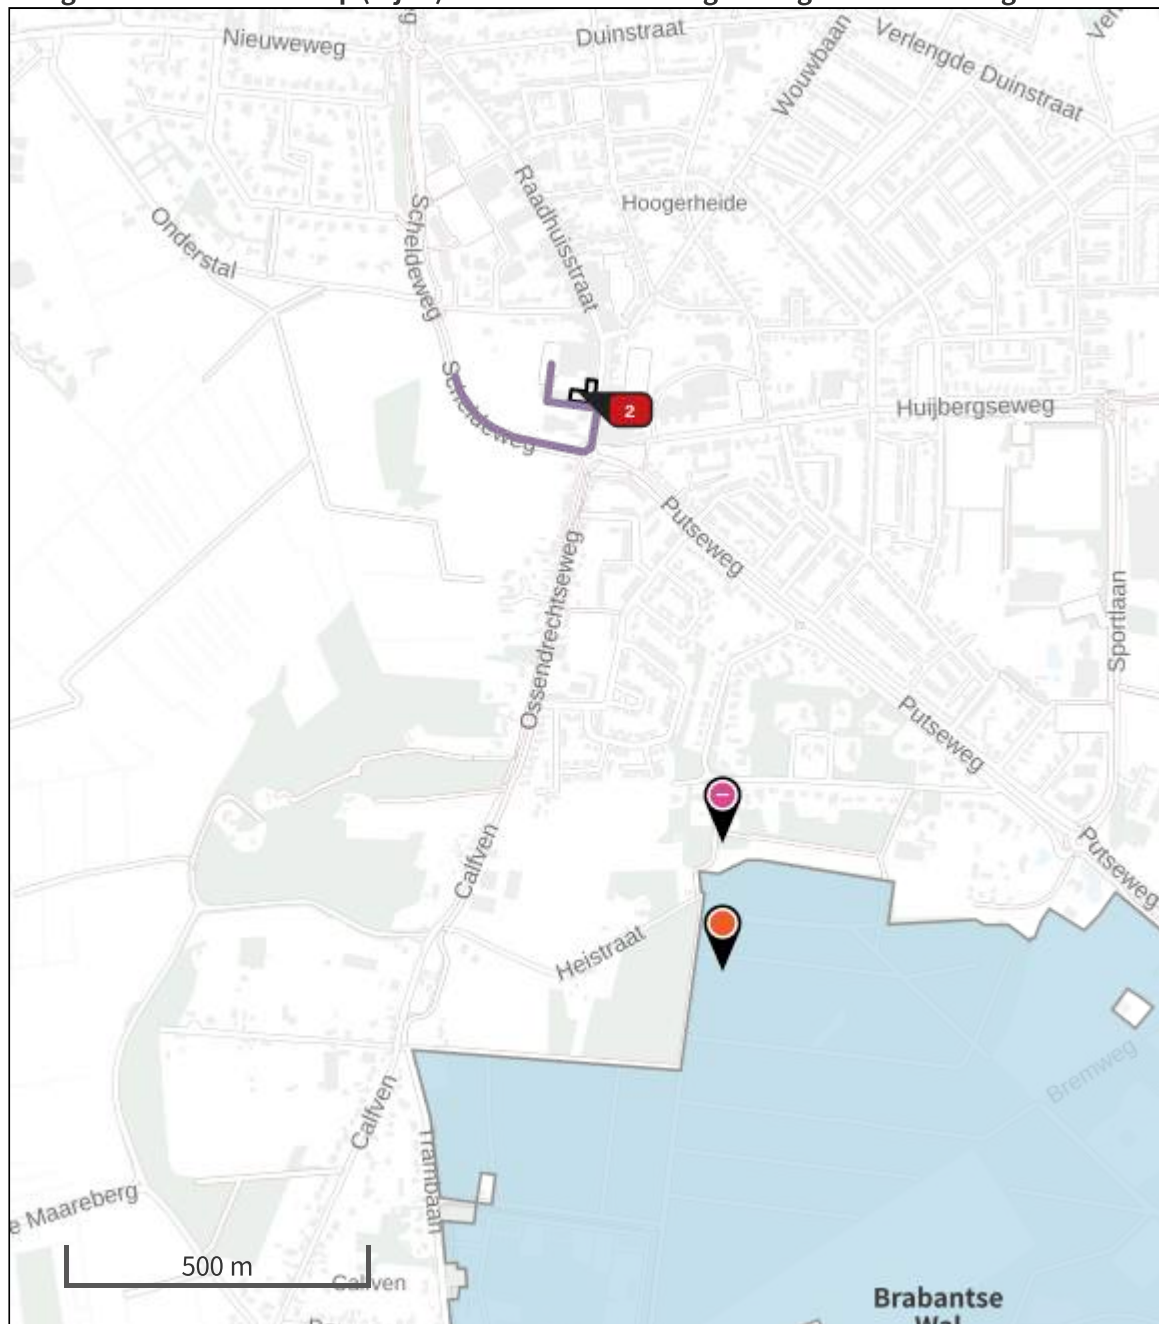 Nieuweweg
Duinstraat
Wouwbaan
Verlengde Duinstraat
Raadhuisstraat
Hoogerheide
Scheldeweg
Onderstal
Scheldeweg
2
Huijbergseweg
Putseweg
Ossendrechtseweg
Sportlaan
Putseweg
Calfven
Putseweg
Heistraat
Bremweg
Calfven
Trambaan
e Maareberg
500 m
Calfven
Brabantse
Wal